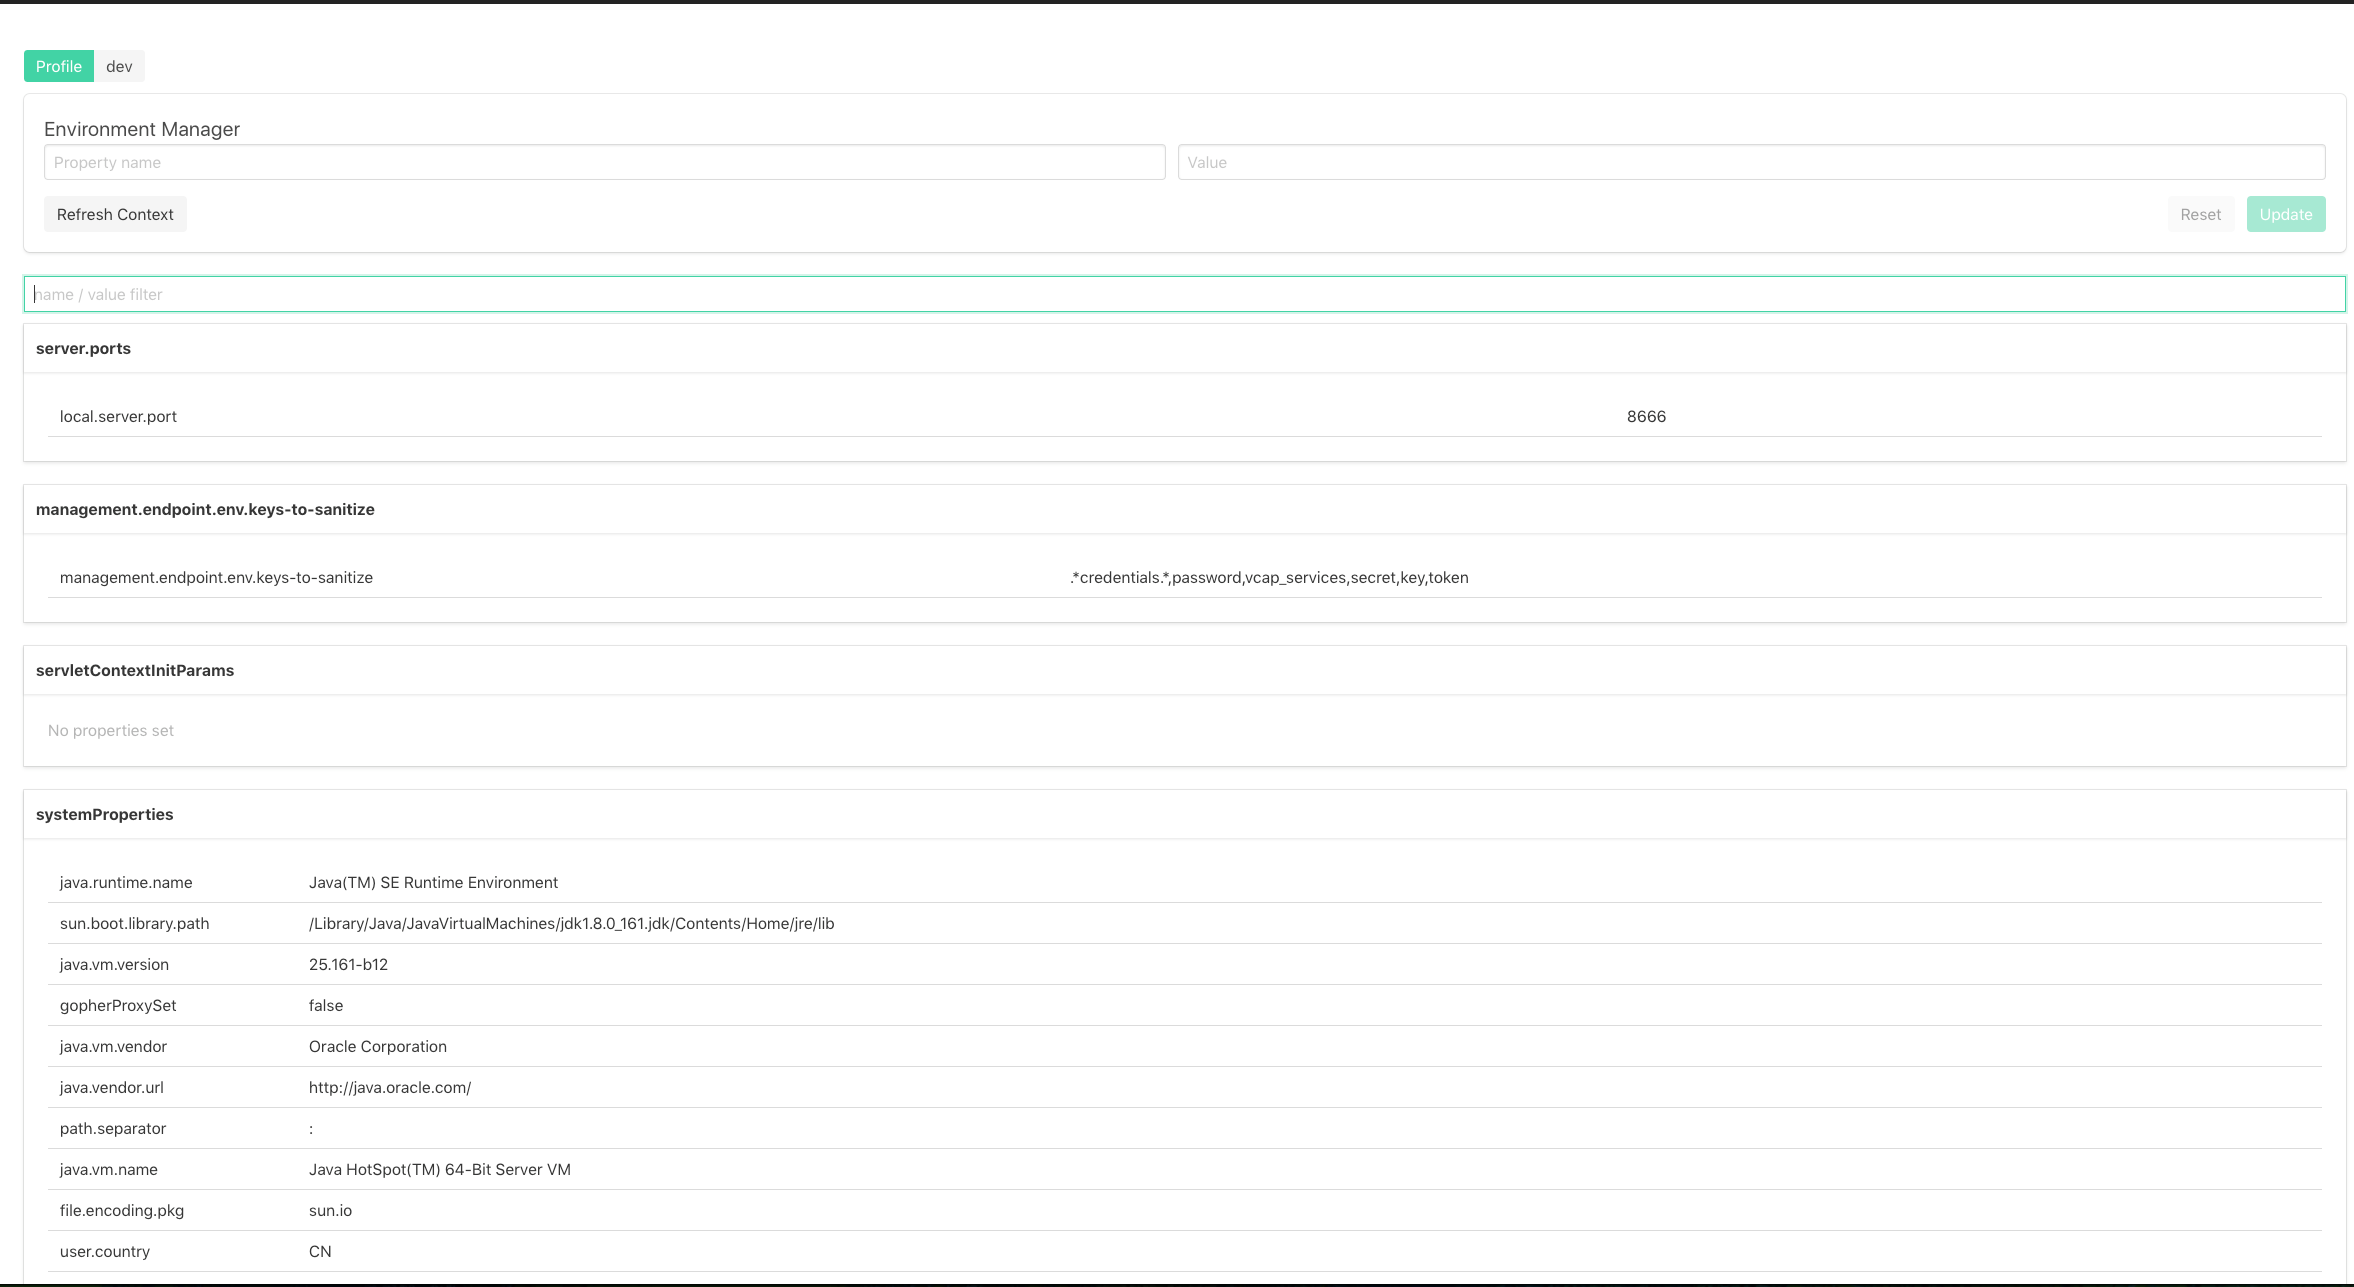 Profile dev
Environment Manager
Property name Value
Refresh Context Reset Update
name / value filter
server.ports
local.server.port 8666
management.endpoint.env.keys-to-sanitize
management.endpoint.env.keys-to-sanitize .*credentials.*,password,vcap_services,secret,key,token
servletContextInitParams
No properties set
systemProperties
java.runtime.name Java(TM) SE Runtime Environment
sun.boot.library.path /Library/Java/JavaVirtualMachines/jdk1.8.0_161.jdk/Contents/Home/jre/lib
java.vm.version 25.161-b12
gopherProxySet false
java.vm.vendor Oracle Corporation
java.vendor.url http://java.oracle.com/
path.separator :
java.vm.name Java HotSpot(TM) 64-Bit Server VM
file.encoding.pkg sun.io
user.country CN